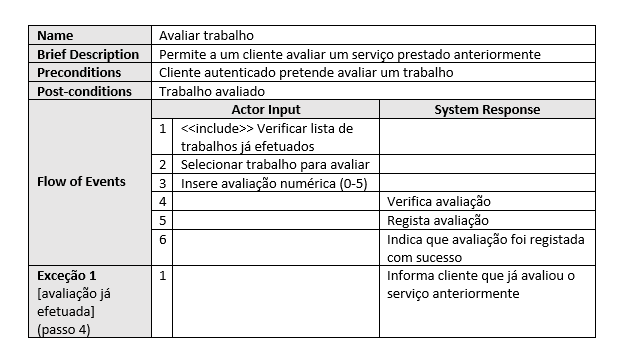 Name Avaliar trabalho
Brief Description Permite a um cliente avaliar um serviço prestado anteriormente
Preconditions Cliente autenticado pretende avaliar um trabalho
Post-conditions Trabalho avaliado
Flow of Events
Actor Input System Response
1 <<include>> Verificar lista de
trabalhos já efetuados
2 Selecionar trabalho para avaliar
3 Insere avaliação numérica (0-5)
4 Verifica avaliação
5 Regista avaliação
6 Indica que avaliação foi registada
com sucesso
Exceção 1
[avaliação já
efetuada]
(passo 4)
1 Informa cliente que já avaliou o
serviço anteriormente